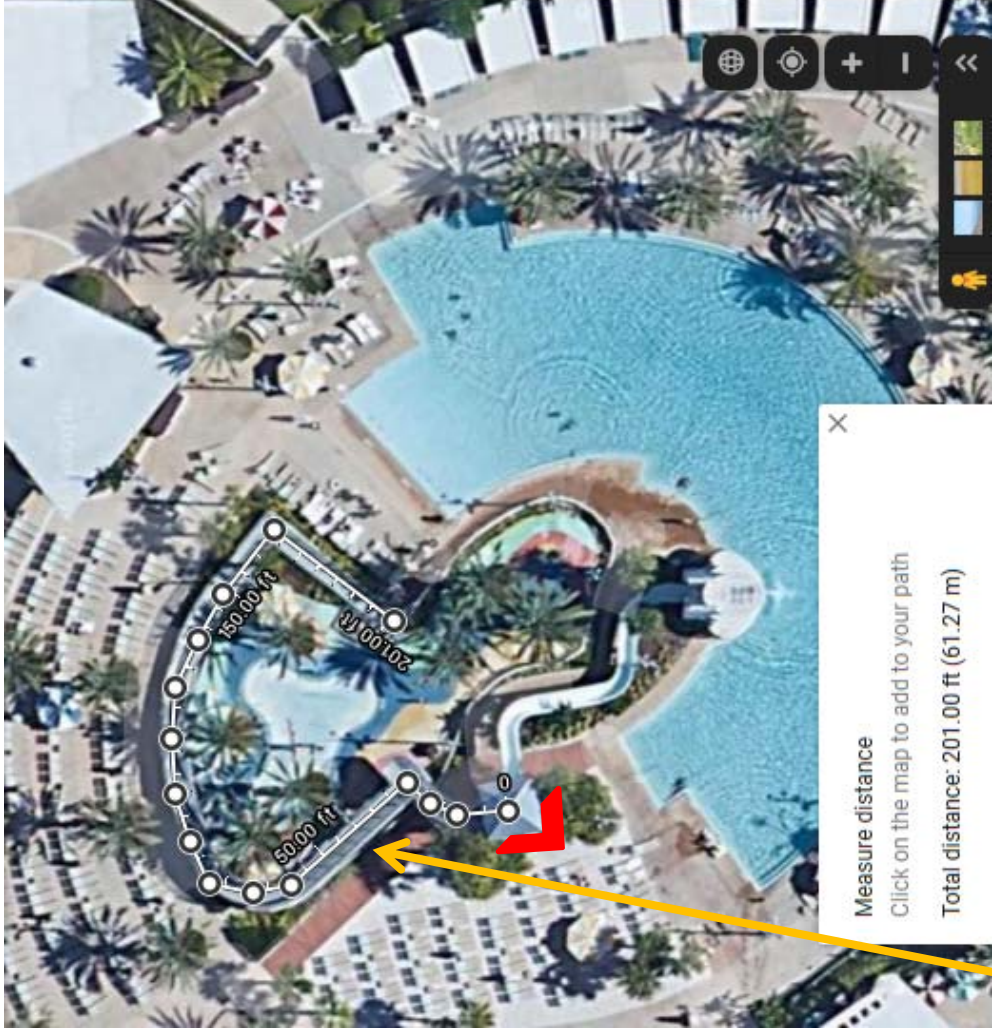 0
50.00 ft
150.00 ft
201.00 ft
Measure distance
Click on the map to add to your path
Total distance: 201.00 ft (61.27 m)